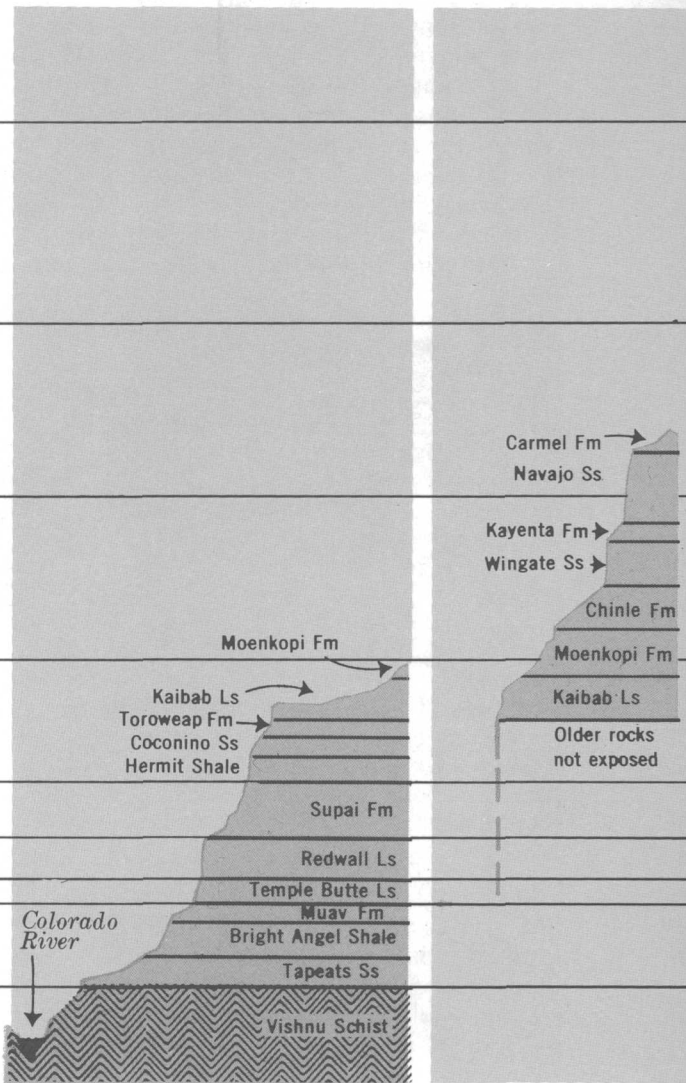 Moenkopi Fm
Kaibab Ls
Toroweap Fm
Coconino Ss
Hermit Shale
Supai Fm
Redwall Ls
Temple Butte Ls
Muav Fm
Bright Angel Shale
Tapeats Ss
Vishnu Schist
Colorado
River
Carmel Fm
Navajo Ss
Kayenta Fm
Wingate Ss
Chinle Fm
Moenkopi Fm
Kaibab Ls
Older rocks
not exposed